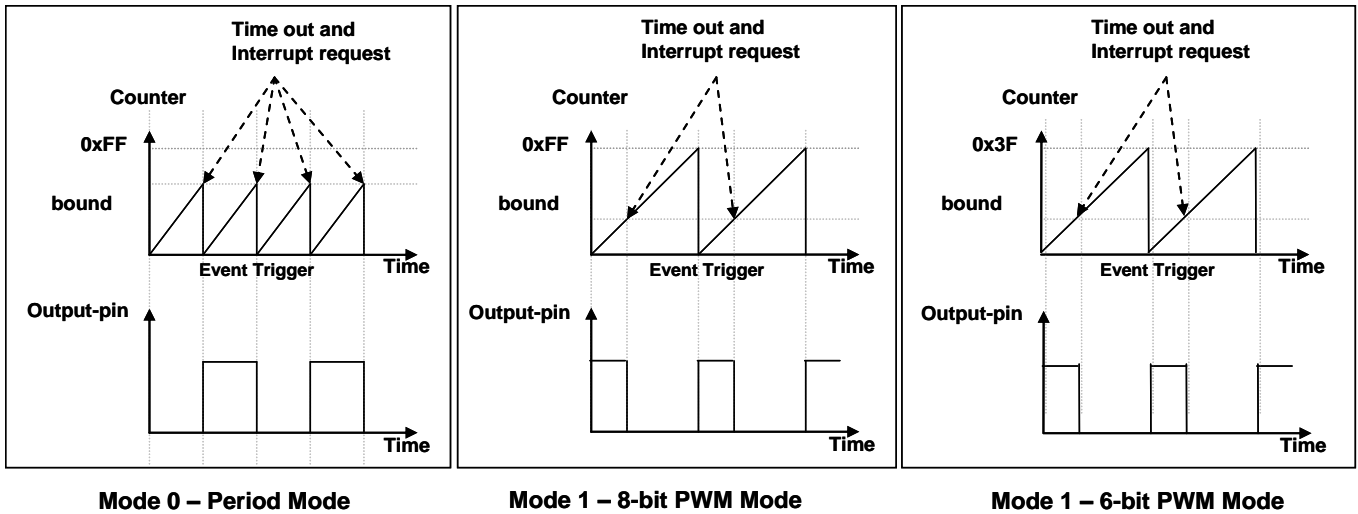 Time out and
Interrupt request
Counter
0xFF
bound
Event Trigger
Time
Output-pin
Time
Mode 0 – Period Mode
Time out and
Interrupt request
Counter
0xFF
bound
Event Trigger
Time
Output-pin
Time
Mode 1 – 8-bit PWM Mode
Time out and
Interrupt request
Counter
0x3F
bound
Event Trigger
Time
Output-pin
Time
Mode 1 – 6-bit PWM Mode